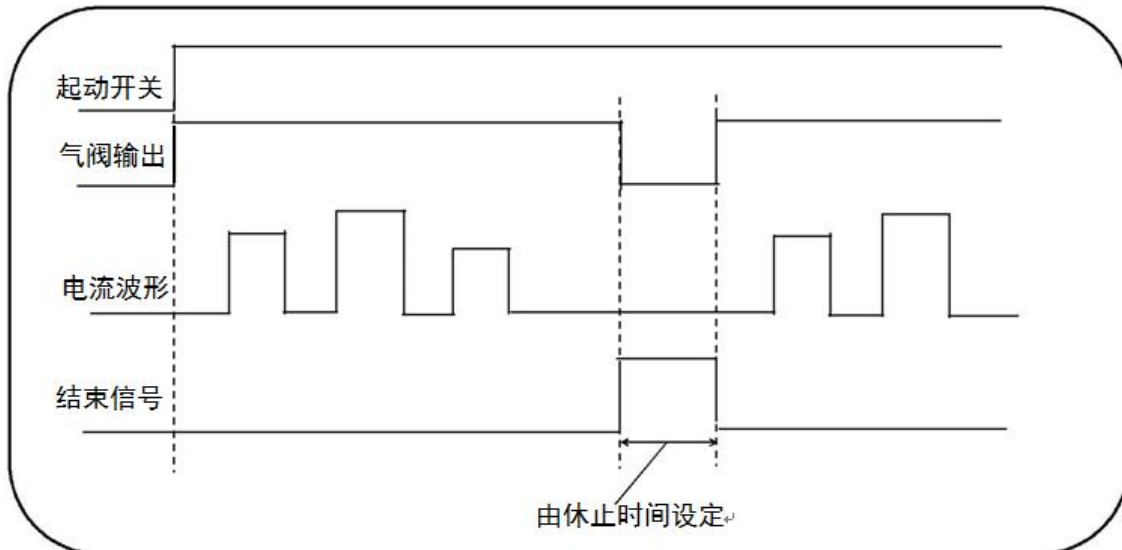 起动开关
气阀输出
电流波形
结束信号
由休止时间设定